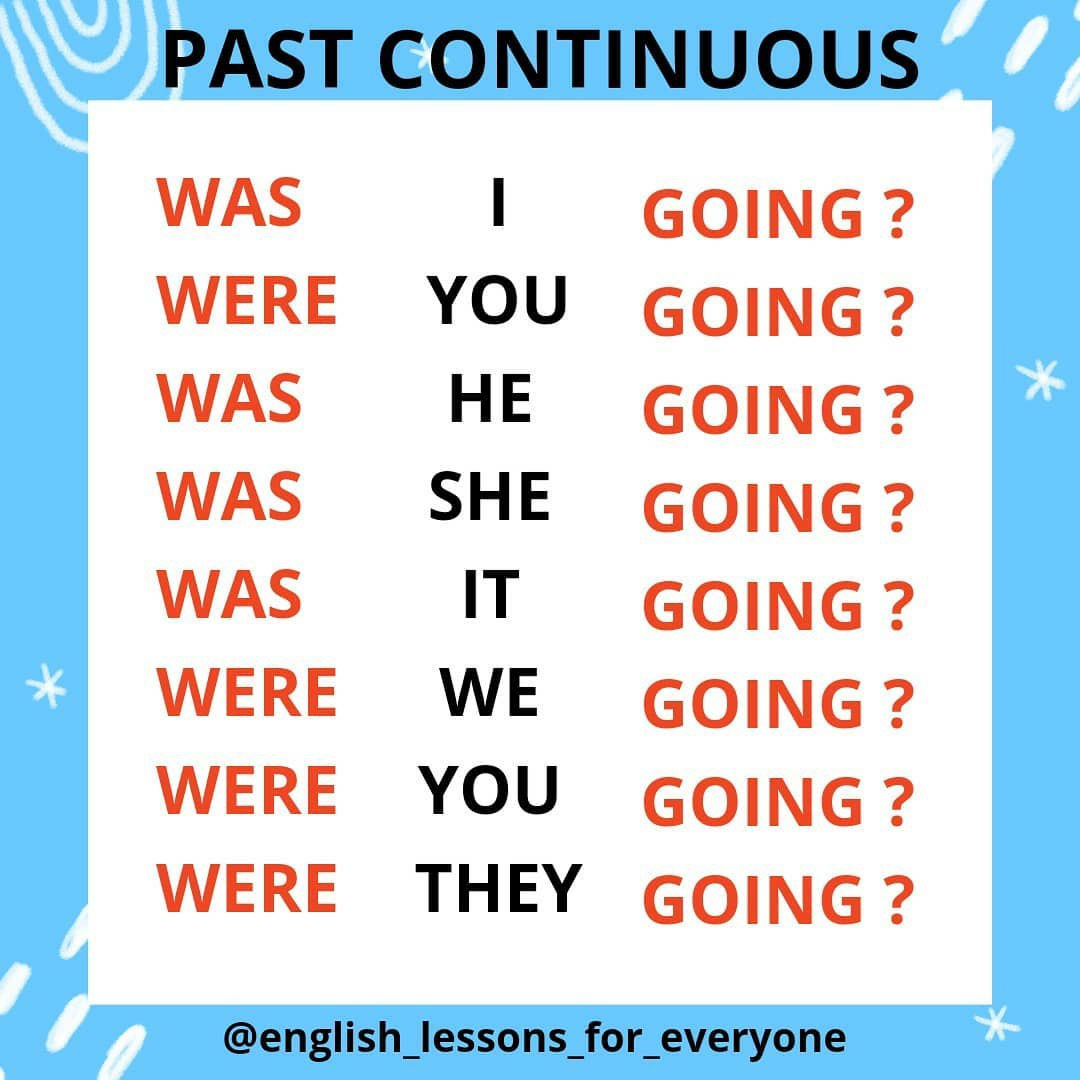 PAST CONTINUOUS
WAS I GOING ?
WERE YOU GOING ?
WAS HE GOING ?
WAS SHE GOING ?
WAS IT GOING ?
WERE WE GOING ?
WERE YOU GOING ?
WERE THEY GOING ?
@english_lessons_for_everyone